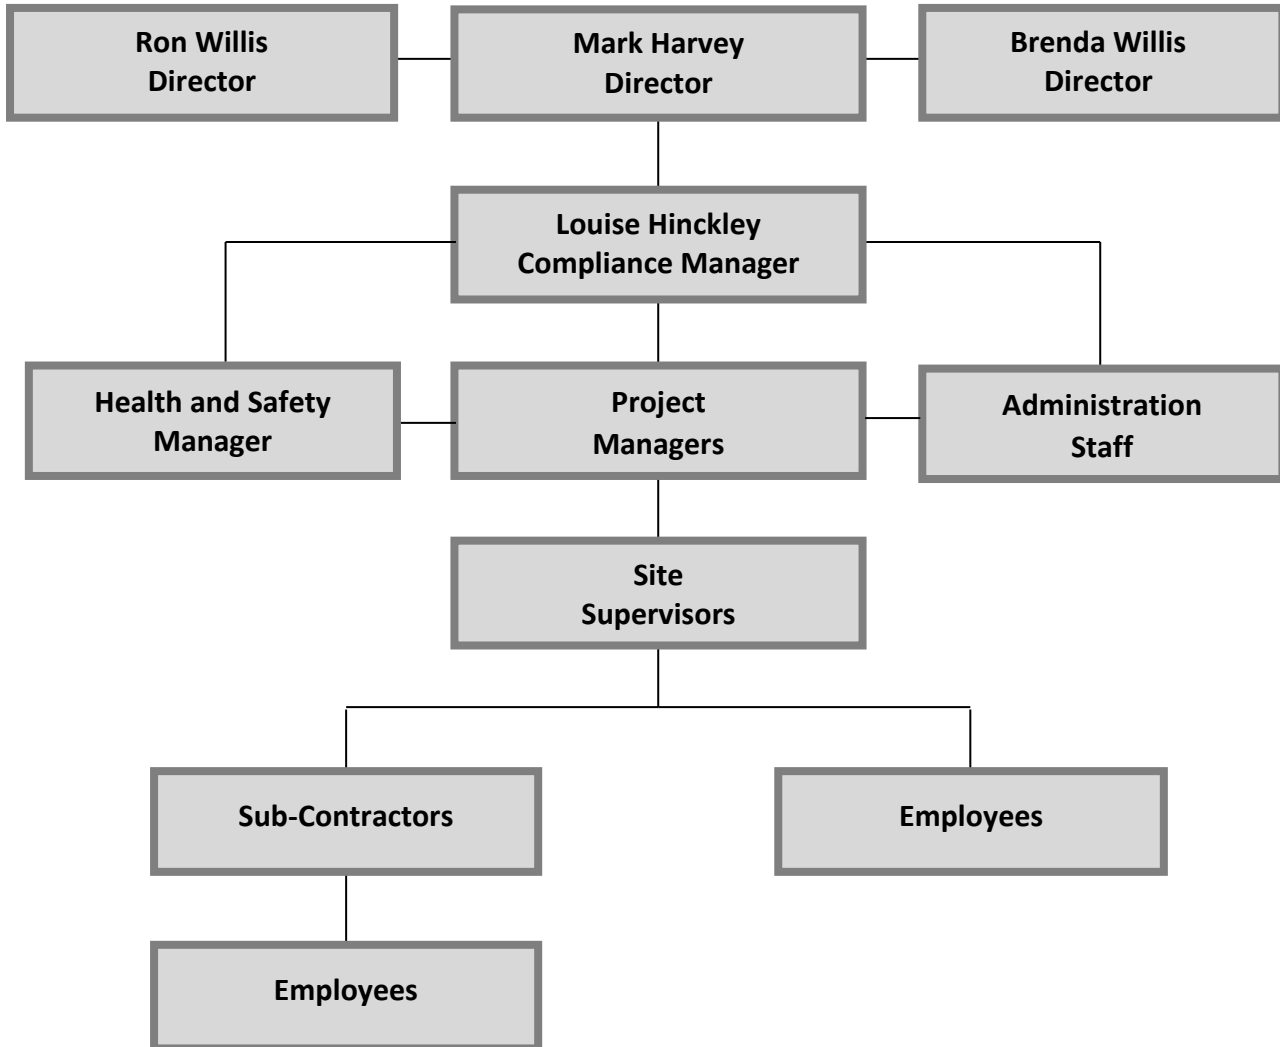 Ron Willis
Director
Mark Harvey
Director
Brenda Willis
Director
Louise Hinckley
Compliance Manager
Health and Safety
Manager
Project
Managers
Administration
Staff
Site
Supervisors
Sub-Contractors
Employees
Employees